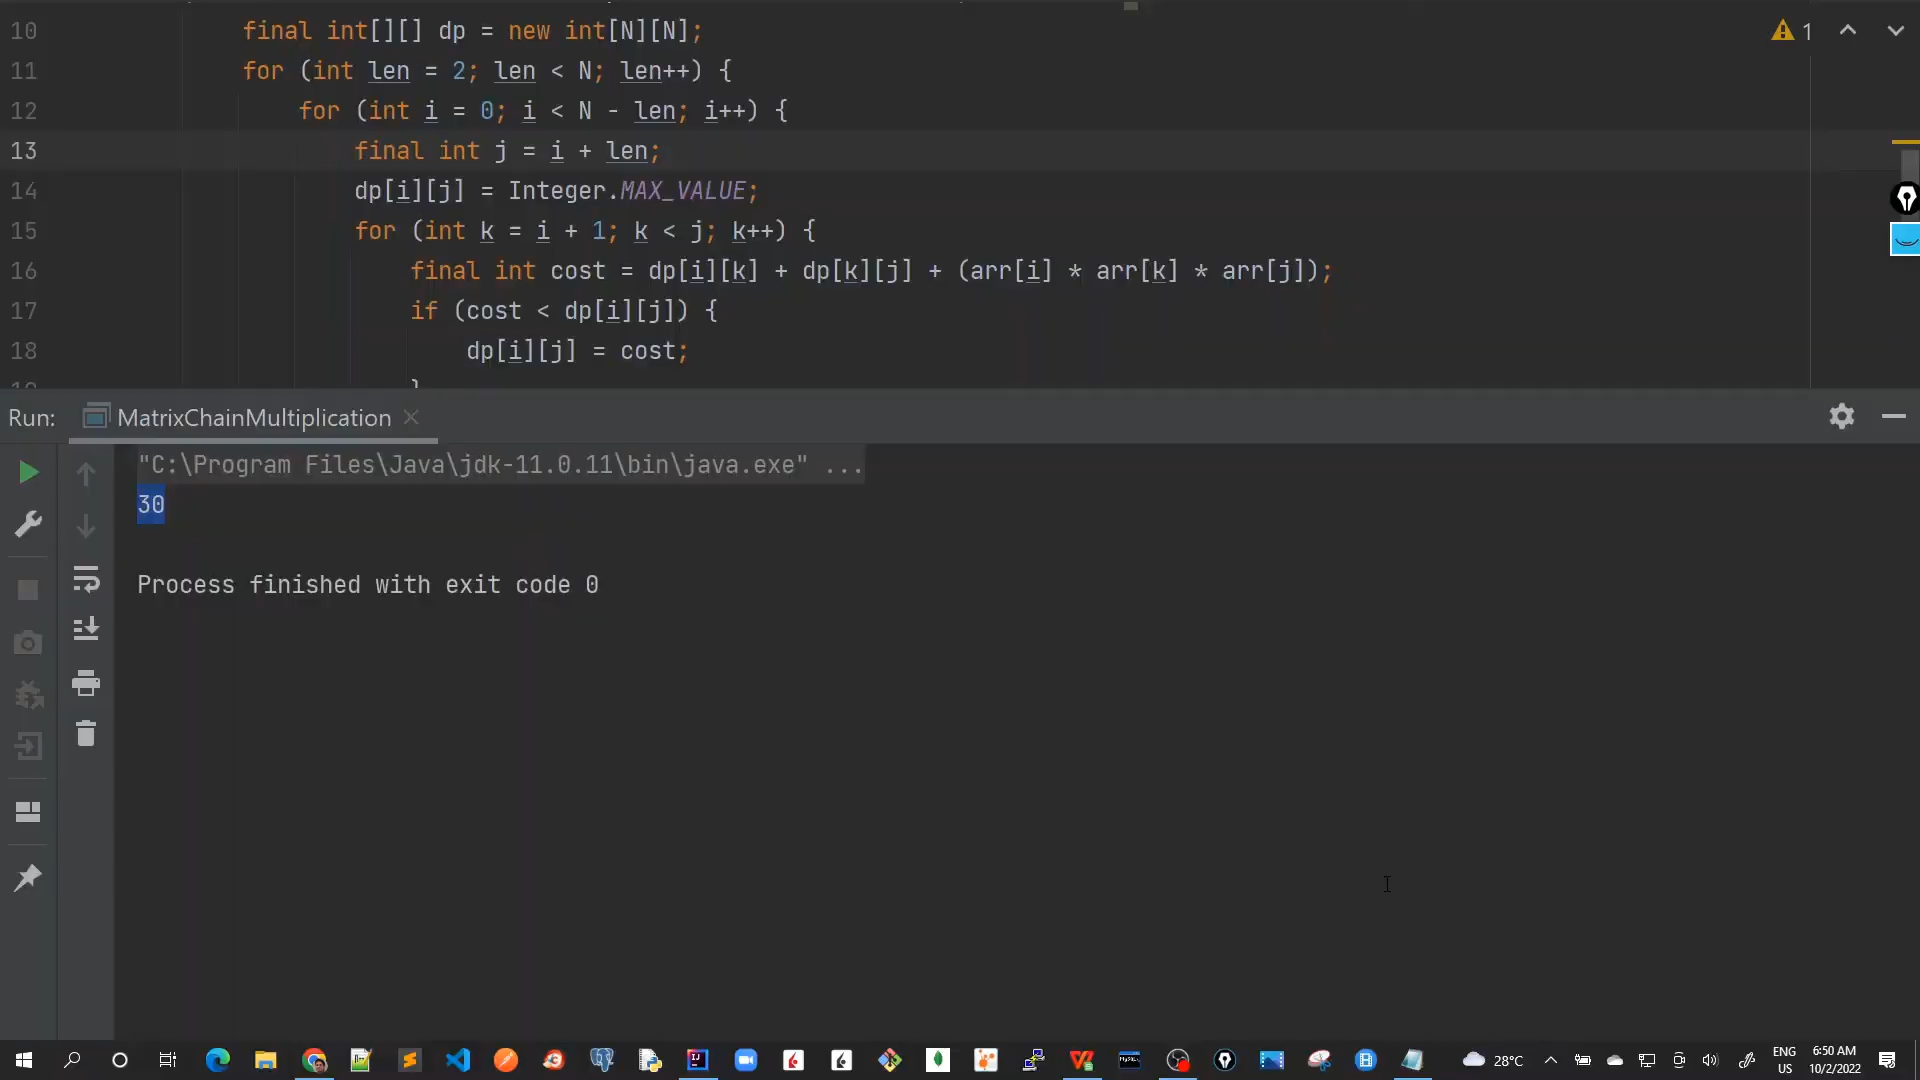 10 final int[][] dp = new int[N][N];
11 for (int len = 2; len < N; len++) {
12 for (int i = 0; i < N - len; i++) {
13 final int j = i + len;
14 dp[i][j] = Integer.MAX_VALUE;
15 for (int k = i + 1; k < j; k++) {
16 final int cost = dp[i][k] + dp[k][j] + (arr[i] * arr[k] * arr[j]);
17 if (cost < dp[i][j]) {
18 dp[i][j] = cost;
1
Run: MatrixChainMultiplication
"C:\Program Files\Java\jdk-11.0.11\bin\java.exe" ...
30
Process finished with exit code 0
28°C
ENG
US
6:50 AM
10/2/2022